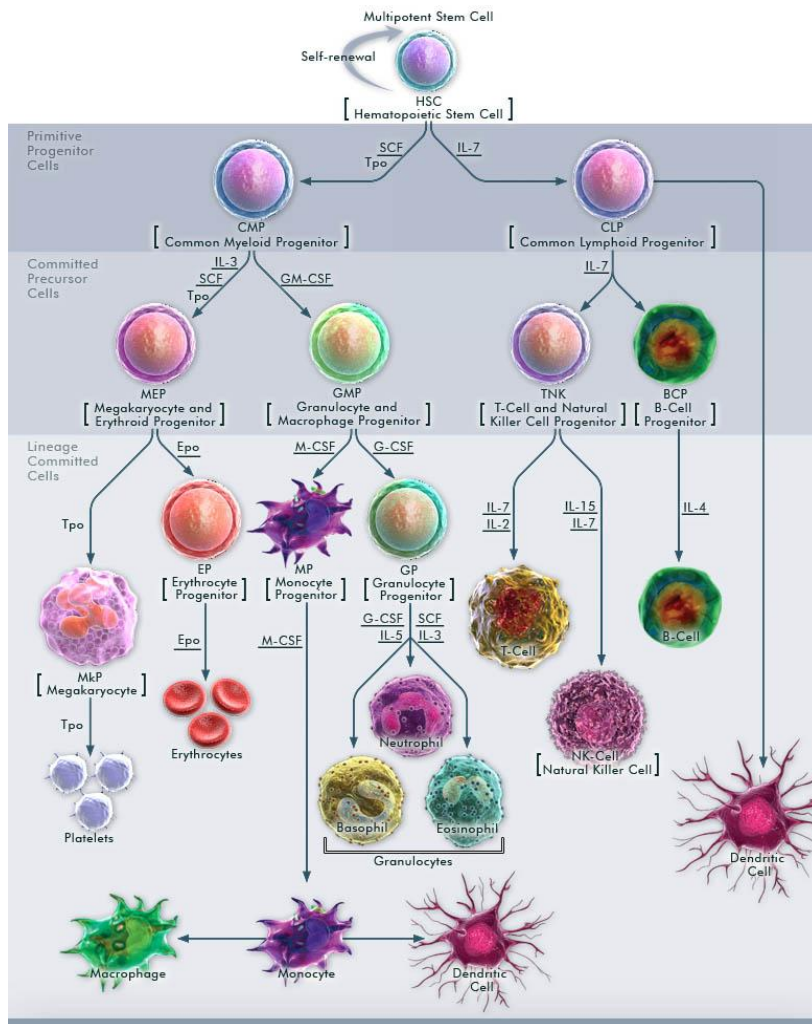 Multipotent Stem Cell
Self-renewal
HSC
[ Hematopoietic Stem Cell ]
Primitive
Progenitor
Cells
SCF
Tpo
IL-7
CMP
[ Common Myeloid Progenitor ]
CLP
[ Common Lymphoid Progenitor ]
Committed
Precursor
Cells
IL-3
SCF
Tpo
GM-CSF
IL-7
MEP
[ Megakaryocyte and
Erythroid Progenitor ]
GMP
[ Granulocyte and
Macrophage Progenitor ]
TNK
[ T-Cell and Natural
Killer Cell Progenitor ]
BCP
[ B-Cell
Progenitor ]
Lineage
Committed
Cells
Epo
M-CSF
G-CSF
Tpo
IL-7
IL-2
IL-15
IL-7
IL-4
EP
[ Erythrocyte
Progenitor ]
MP
[ Monocyte
Progenitor ]
GP
[ Granulocyte
Progenitor ]
G-CSF
IL-5
SCF
IL-3
Epo
M-CSF
T-Cell
B-Cell
MkP
[ Megakaryocyte ]
Tpo
Erythrocytes
Neutrophil
NK-Cell
[ Natural Killer Cell ]
Platelets
Basophil
Eosinophil
Granulocytes
Dendritic
Cell
Macrophage
Monocyte
Dendritic
Cell